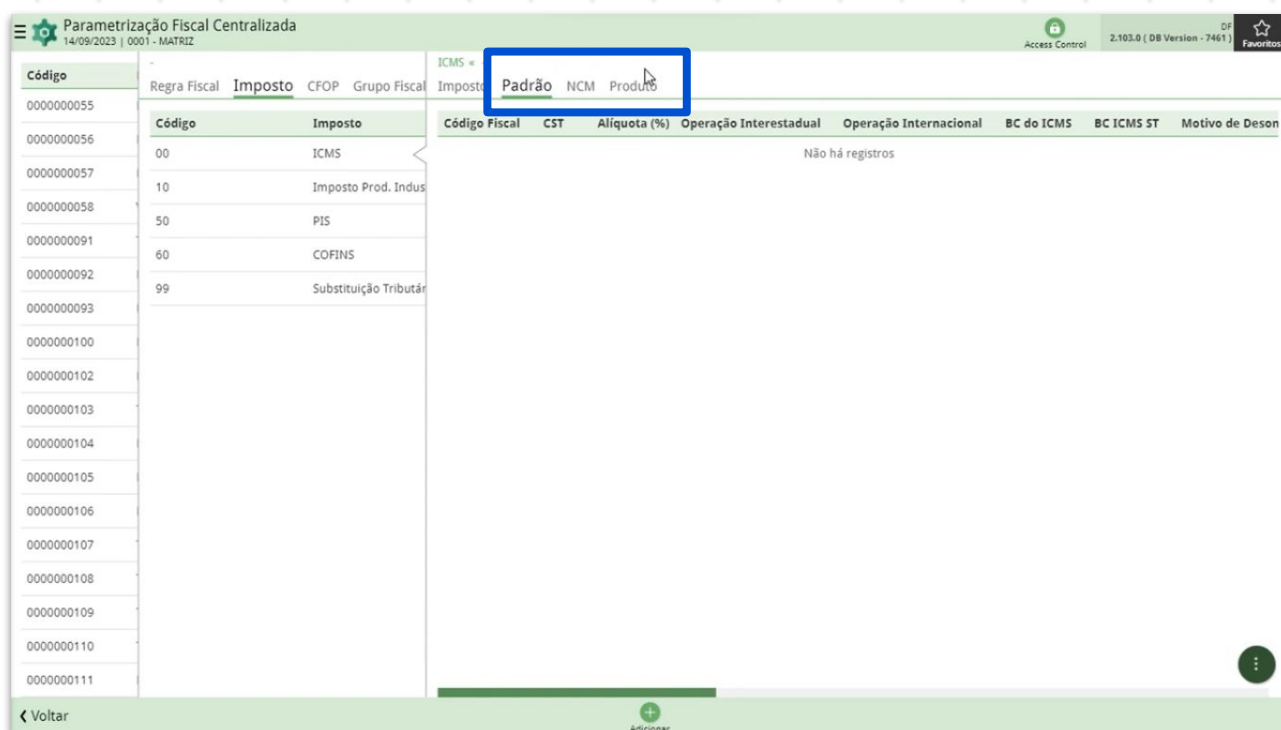 Parametrização Fiscal Centralizada
14/09/2023 | 0001 - MATRIZ
Access Control
DF
2.103.0 ( DB Version - 7461 )
Favoritos
Código
0000000055
0000000056
0000000057
0000000058
0000000091
0000000092
0000000093
0000000100
0000000102
0000000103
0000000104
0000000105
0000000106
0000000107
0000000108
0000000109
0000000110
0000000111
-
Regra Fiscal Imposto CFOP Grupo Fiscal
Código Imposto
00 ICMS
10 Imposto Prod. Indus
50 PIS
60 COFINS
99 Substituição Tributár
ICMS «
Imposto Padrão NCM Produto
Código Fiscal CST Alíquota (%) Operação Interestadual Operação Internacional BC do ICMS BC ICMS ST Motivo de Deson
Não há registros
Voltar
Adicionar